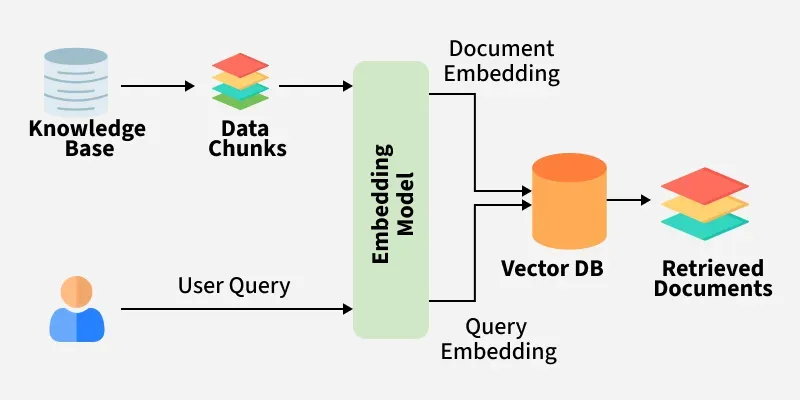 Document
Embedding
Knowledge
Base
Data
Chunks
Embedding
Model
Vector DB
Retrieved
Documents
User Query
Query
Embedding